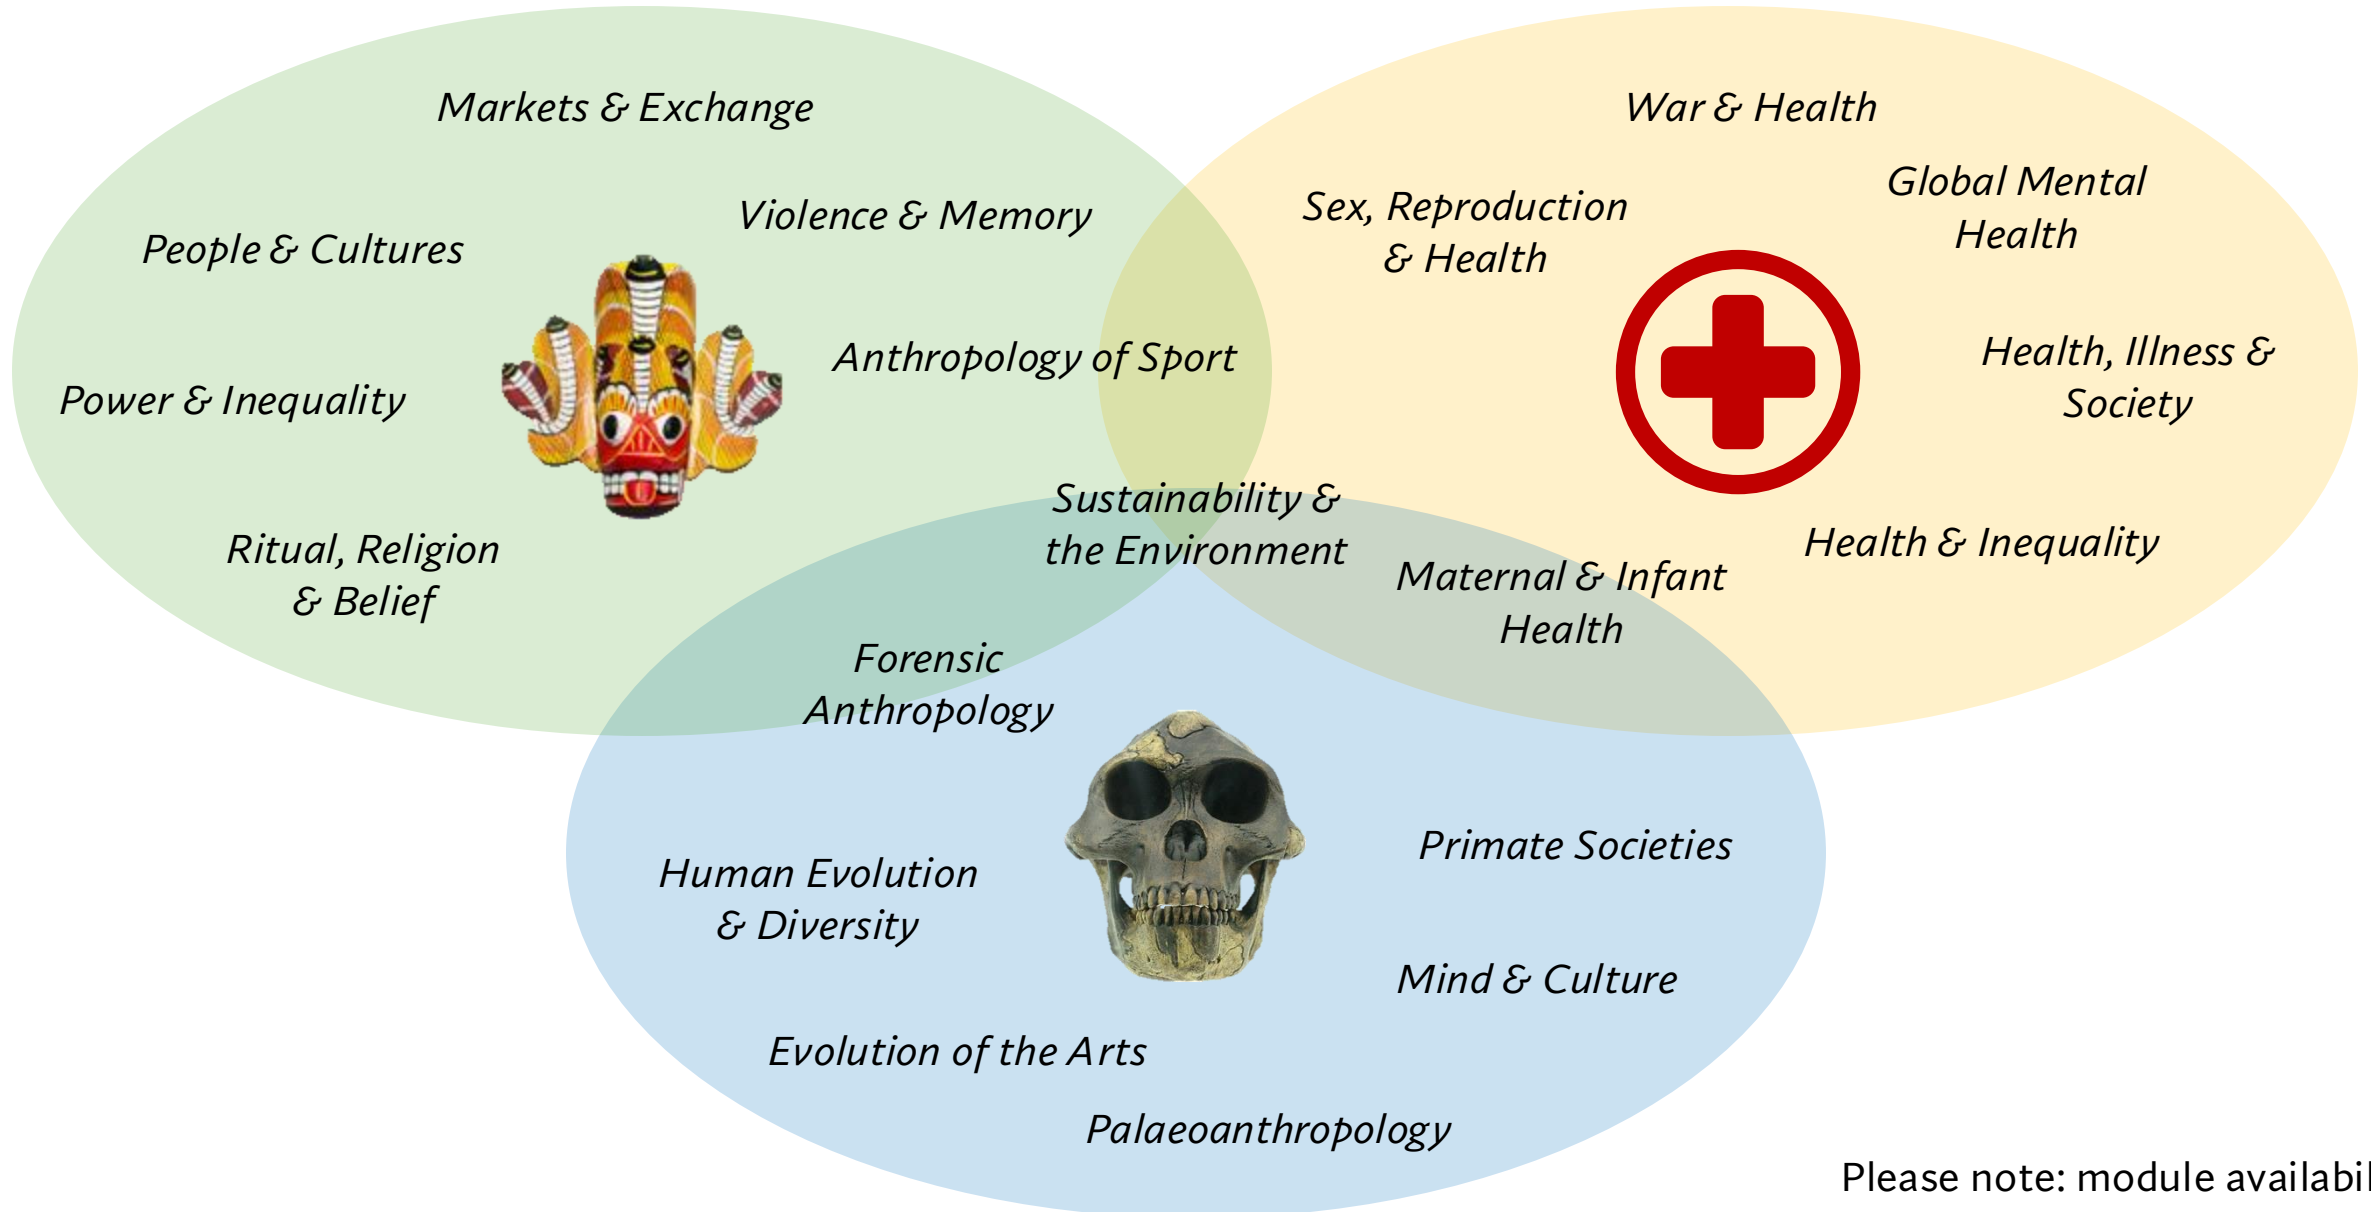 Markets & Exchange
War & Health
Global Mental
Health
Sex, Reproduction
& Health
Violence & Memory
People & Cultures
Anthropology of Sport
Health, Illness &
Society
Power & Inequality
Sustainability &
the Environment
Health & Inequality
Ritual, Religion
& Belief
Maternal & Infant
Health
Forensic
Anthropology
Primate Societies
Human Evolution
& Diversity
Mind & Culture
Evolution of the Arts
Palaeoanthropology
Please note: module availabil